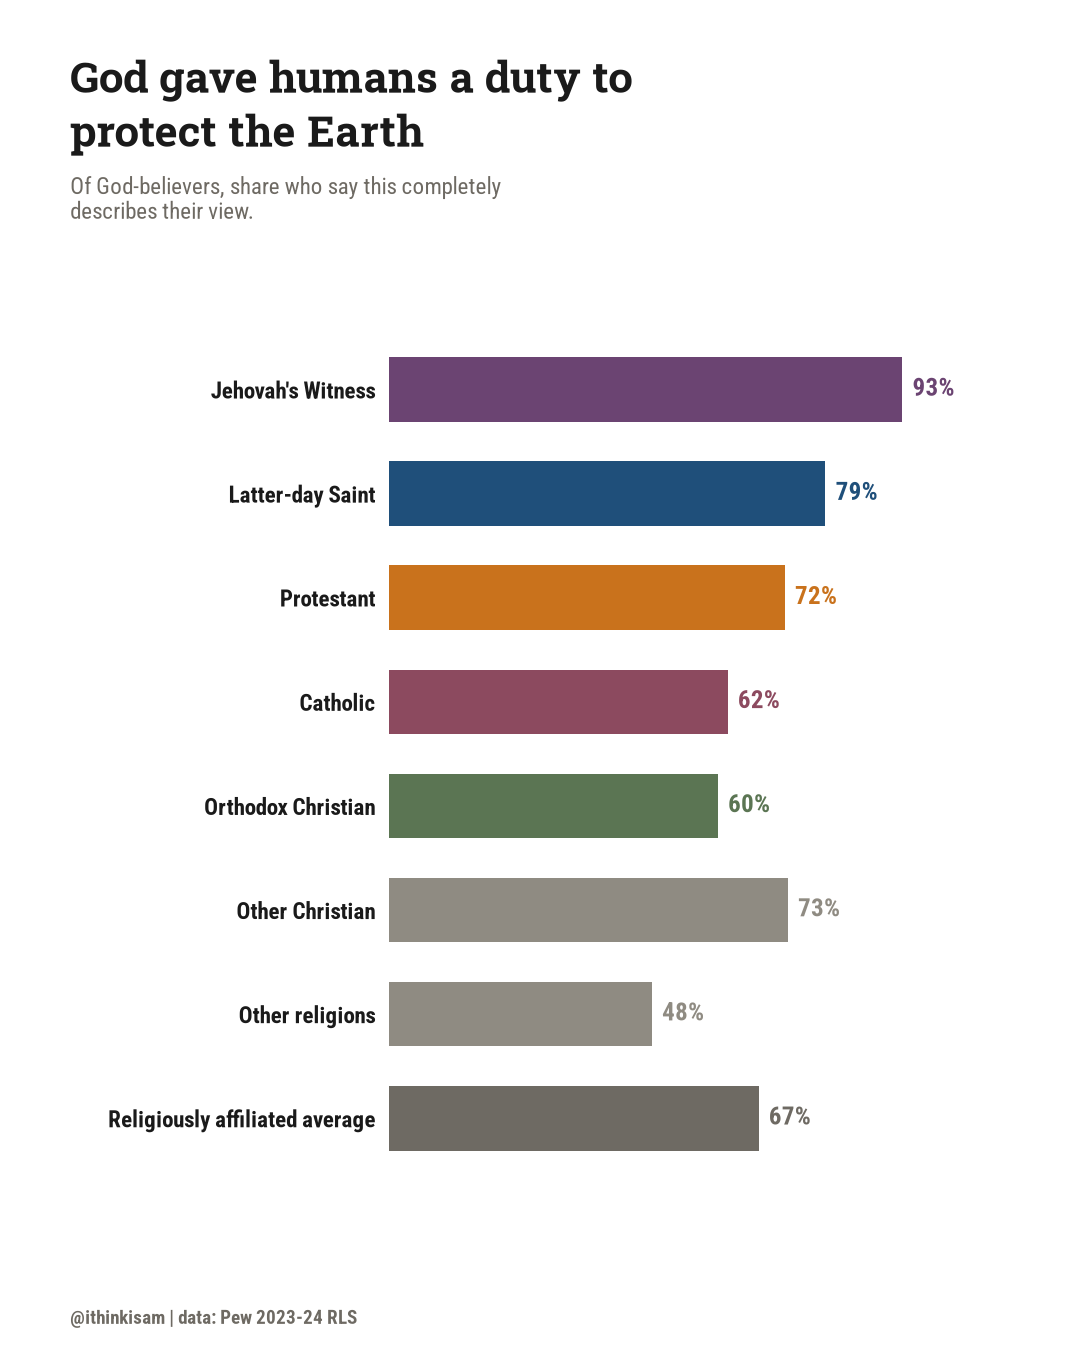 God gave humans a duty to
protect the Earth
Of God-believers, share who say this completely
describes their view.
Jehovah's Witness 93%
Latter-day Saint 79%
Protestant 72%
Catholic 62%
Orthodox Christian 60%
Other Christian 73%
Other religions 48%
Religiously affiliated average 67%
@ithinkisam | data: Pew 2023-24 RLS